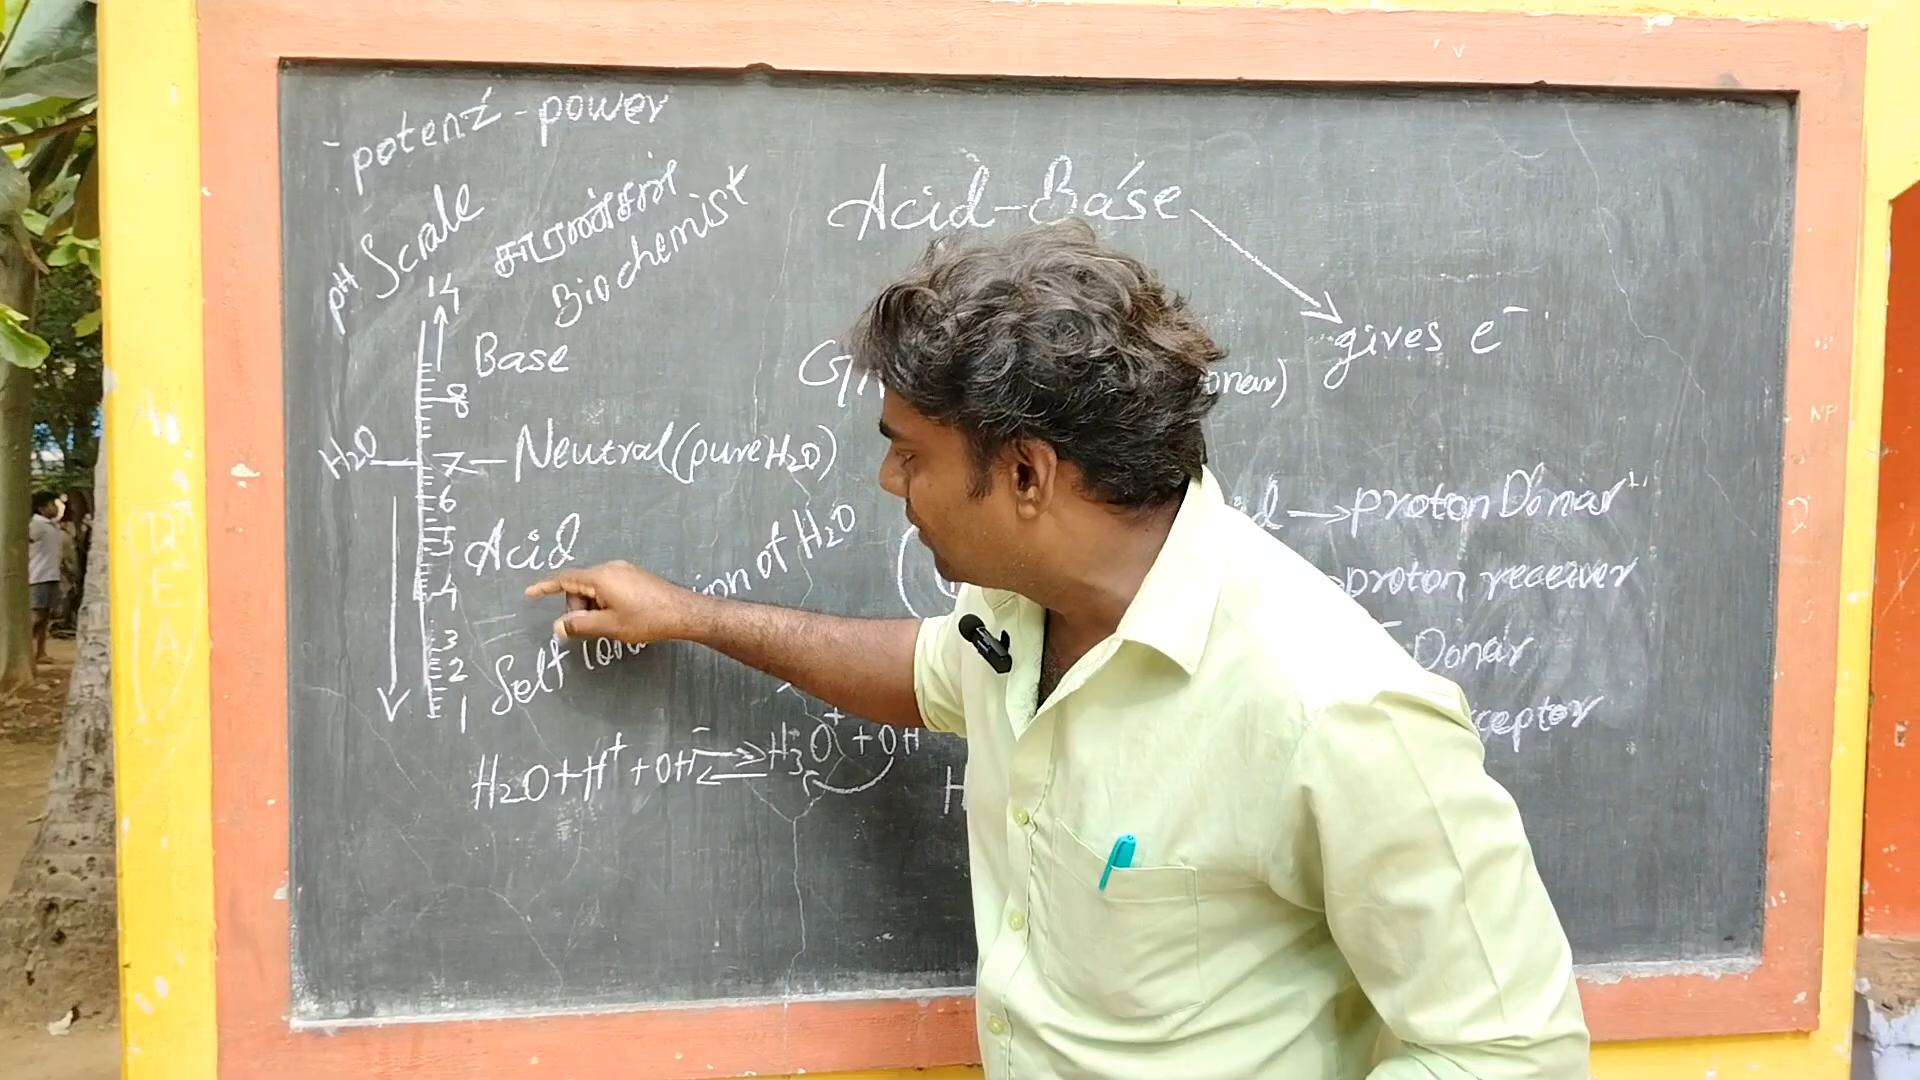 potenz - power
pH Scale
சாரன்சன்
Biochemist
14
Base
8
H₂O
7 - Neutral (pure H₂O)
6
5
Acid
4
3
2
1
Self
ion of H₂O
H₂O + H⁺ + OH⁻ ⇌ H₃O⁺ + OH
Acid - Base
gives e⁻
→ proton Donar
proton receiver
Donar